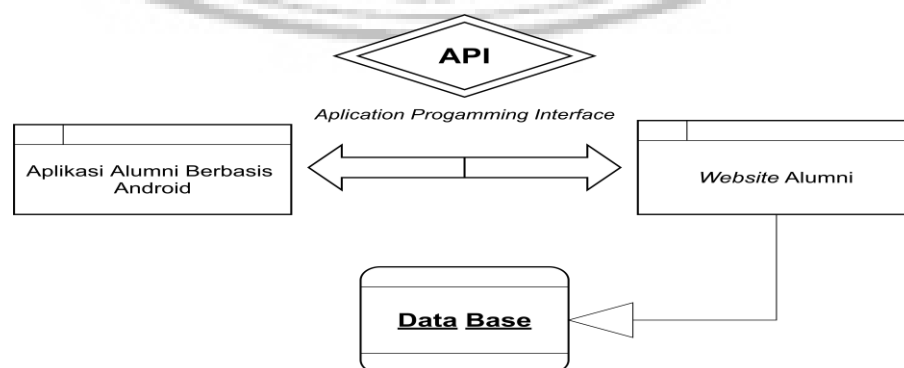 API
Aplication Progamming Interface
Aplikasi Alumni Berbasis
Android
Website Alumni
Data Base